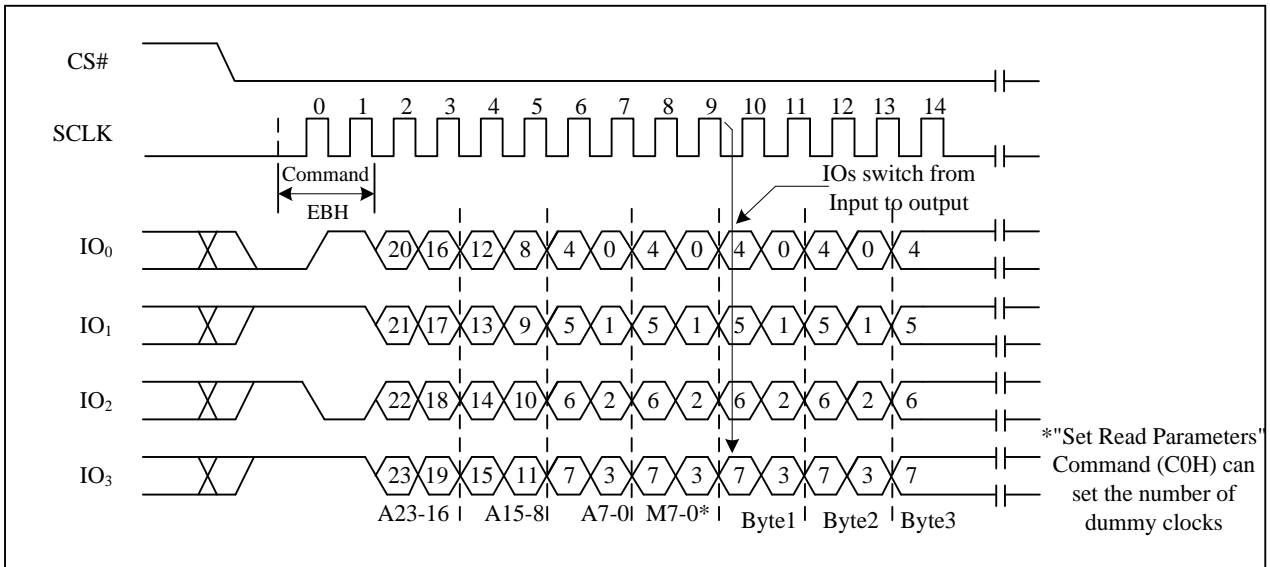 CS#
0 1 2 3 4 5 6 7 8 9 10 11 12 13 14
SCLK
Command
EBH
IOs switch from
Input to output
IO0 20 16 12 8 4 0 4 0 4 0 4 0 4
IO1 21 17 13 9 5 1 5 1 5 1 5 1 5
IO2 22 18 14 10 6 2 6 2 6 2 6 2 6
IO3 23 19 15 11 7 3 7 3 7 3 7 3 7
A23-16 A15-8 A7-0 M7-0* Byte1 Byte2 Byte3
*"Set Read Parameters"
Command (C0H) can
set the number of
dummy clocks